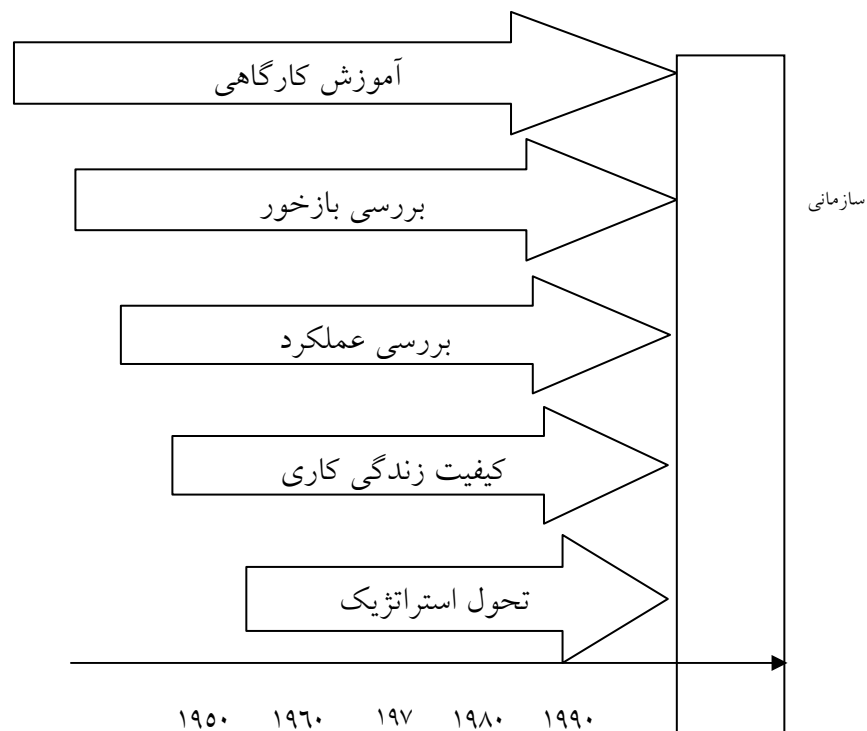 آموزش کارگاهی
بررسی بازخور
سازمانی
بررسی عملکرد
کیفیت زندگی کاری
تحول استراتژیک
۱۹۵۰ ۱۹۶۰ ۱۹۷ ۱۹۸۰ ۱۹۹۰